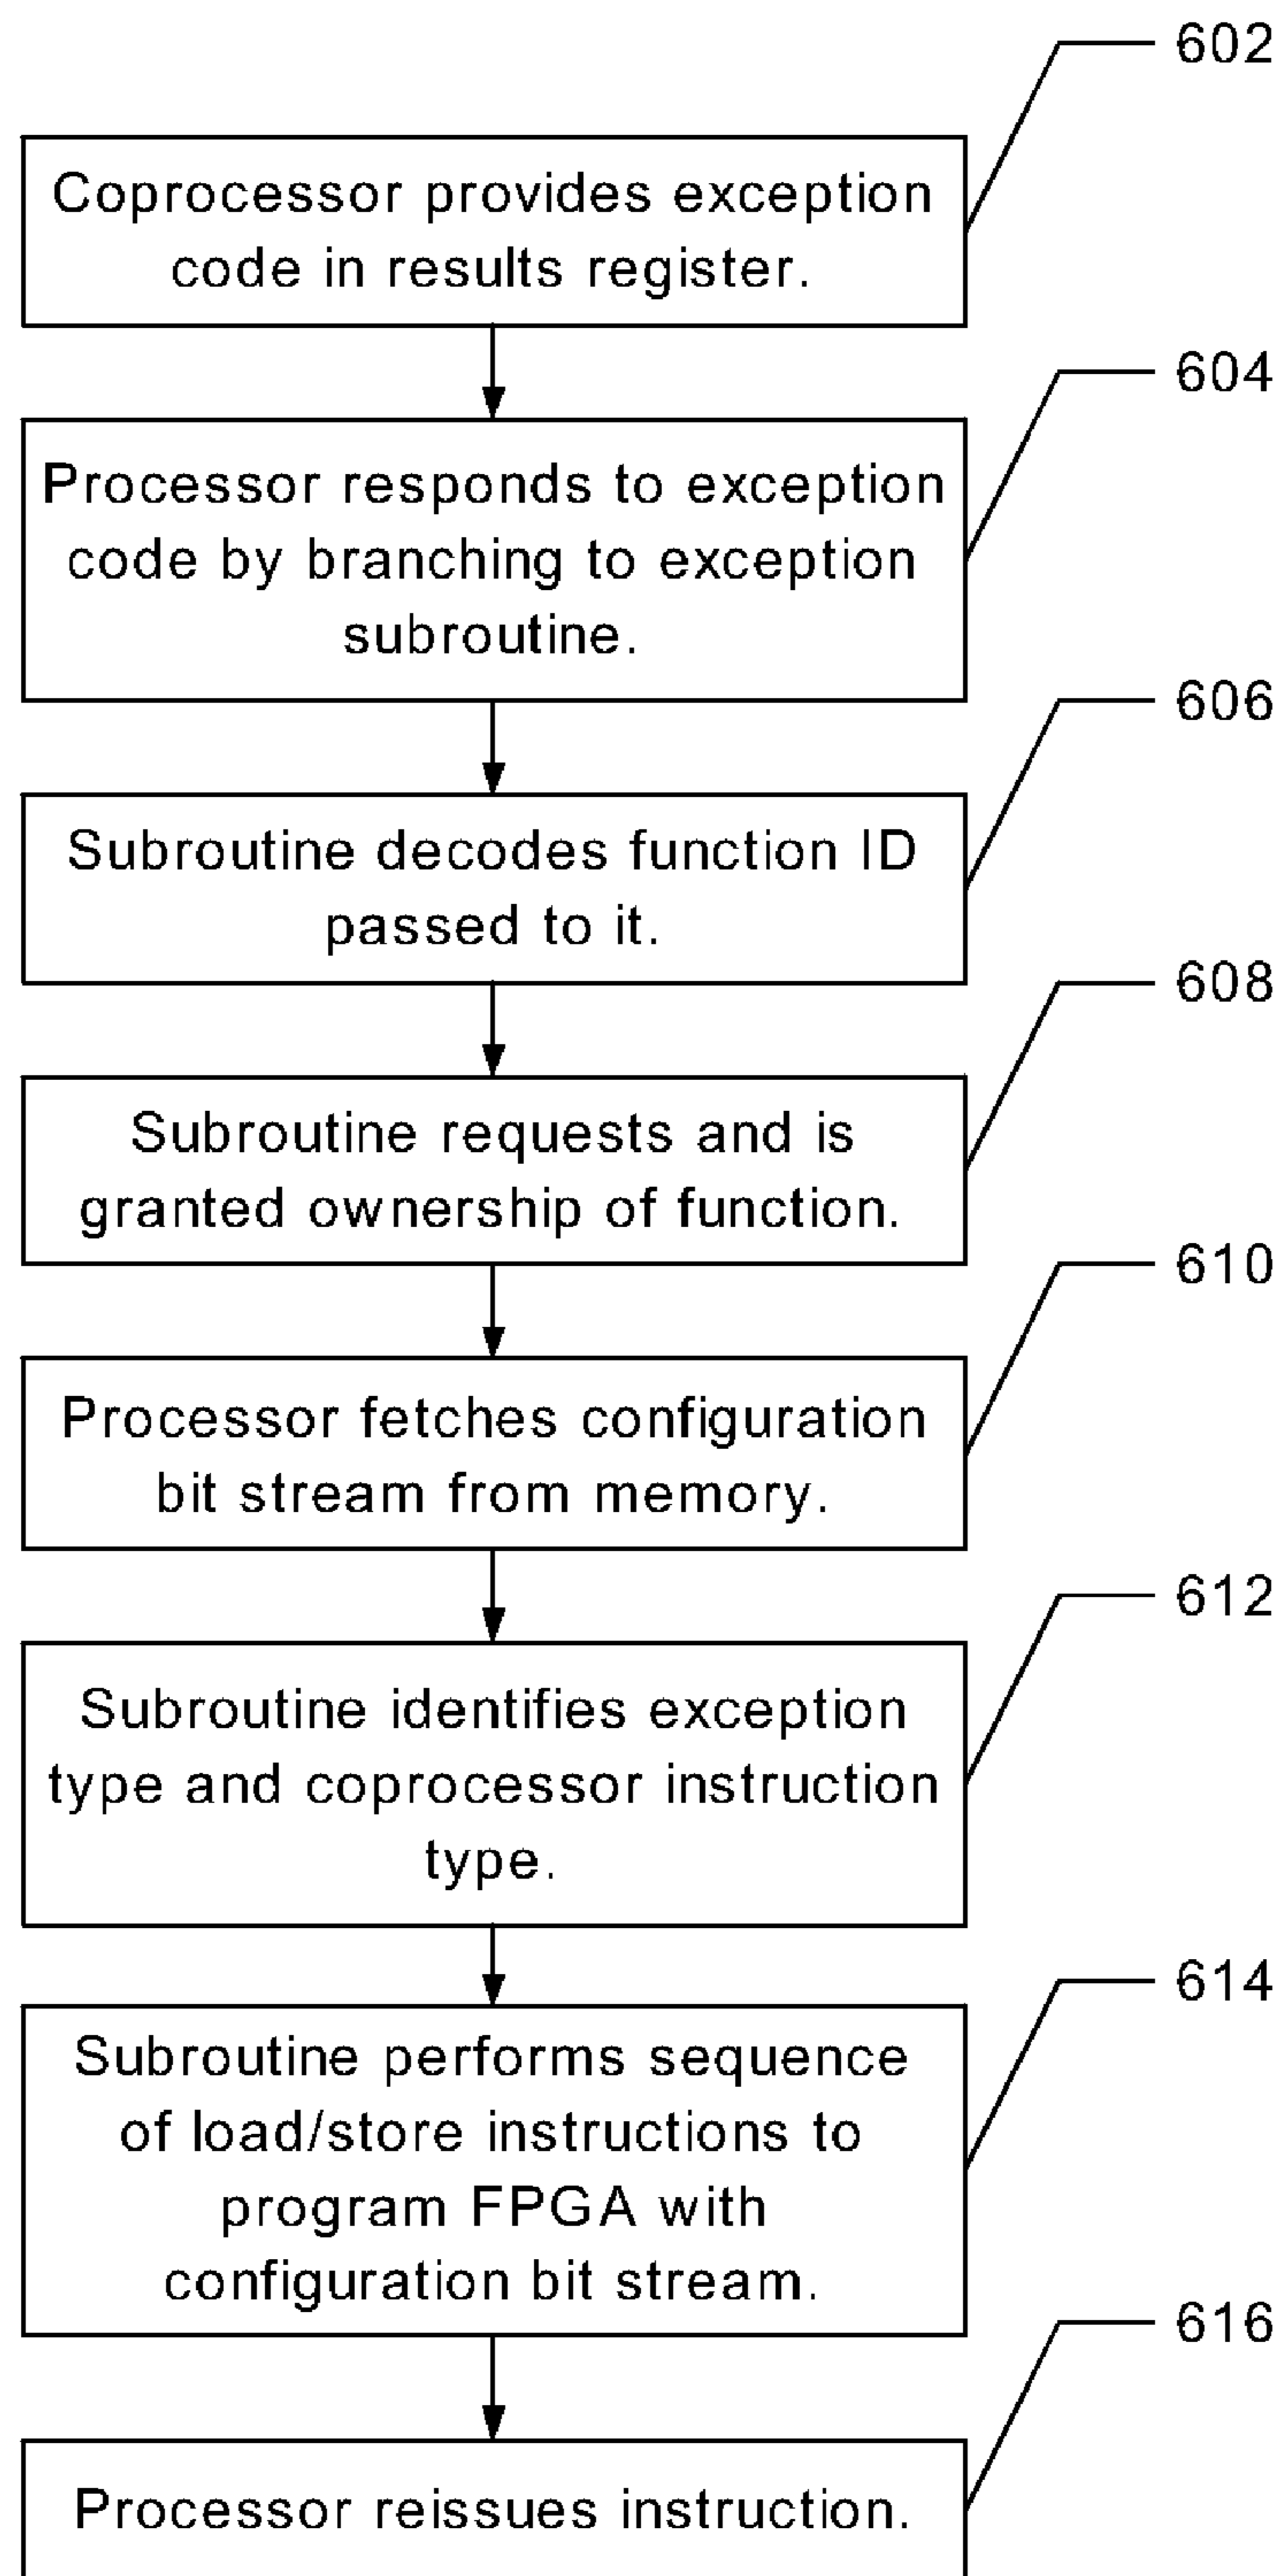 602
Coprocessor provides exception
code in results register.
604
Processor responds to exception
code by branching to exception
subroutine.
606
Subroutine decodes function ID
passed to it.
608
Subroutine requests and is
granted ownership of function.
610
Processor fetches configuration
bit stream from memory.
612
Subroutine identifies exception
type and coprocessor instruction
type.
614
Subroutine performs sequence
of load/store instructions to
program FPGA with
configuration bit stream.
616
Processor reissues instruction.